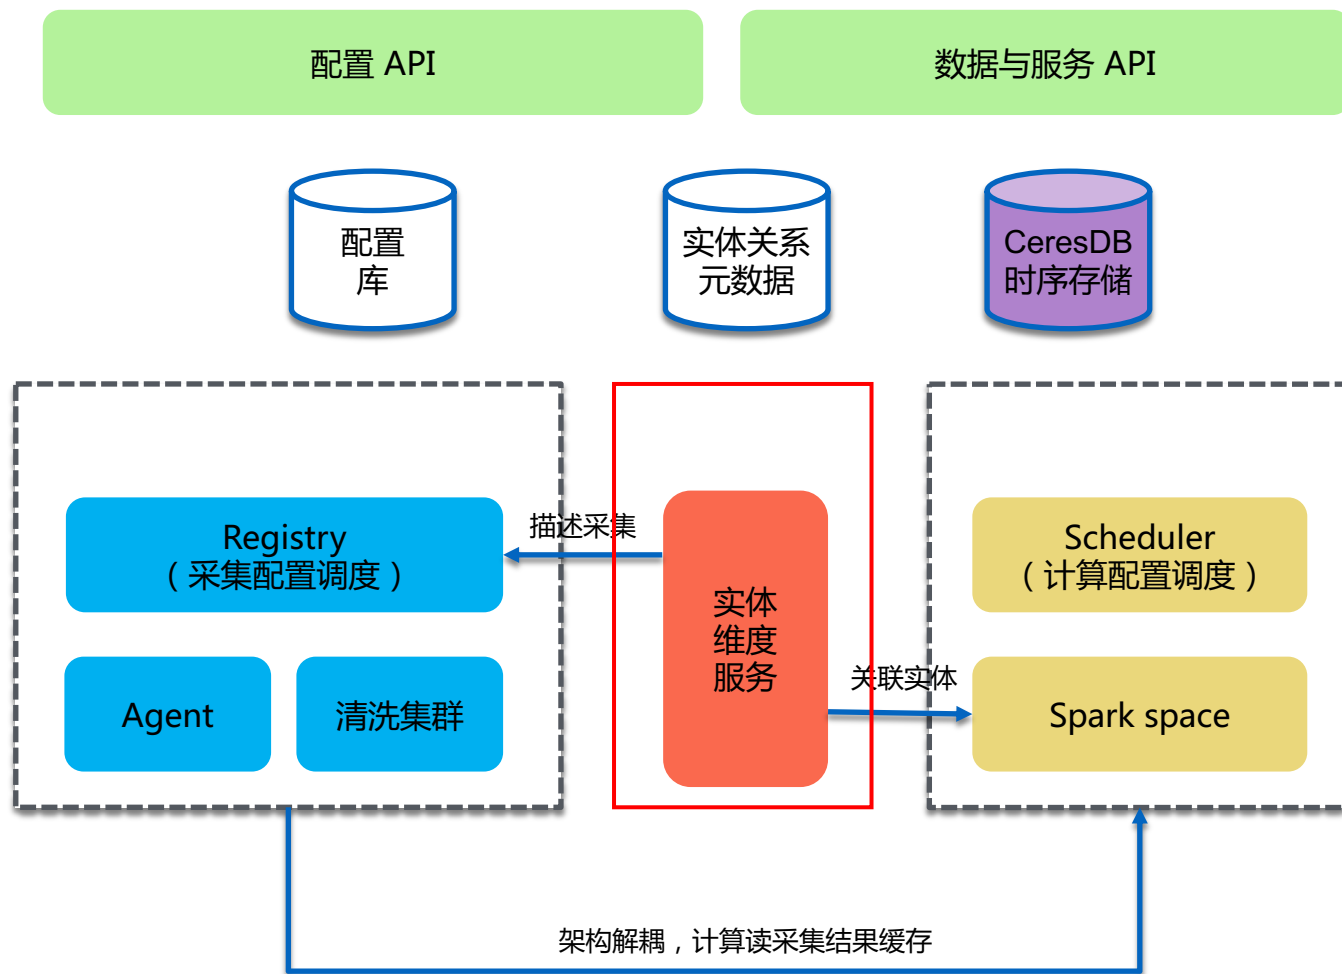 配置 API
数据与服务 API
配置
库
实体关系
元数据
CeresDB
时序存储
Registry
（采集配置调度）
描述采集
Scheduler
（计算配置调度）
实体
维度
服务
关联实体
Agent
清洗集群
Spark space
架构解耦，计算读采集结果缓存